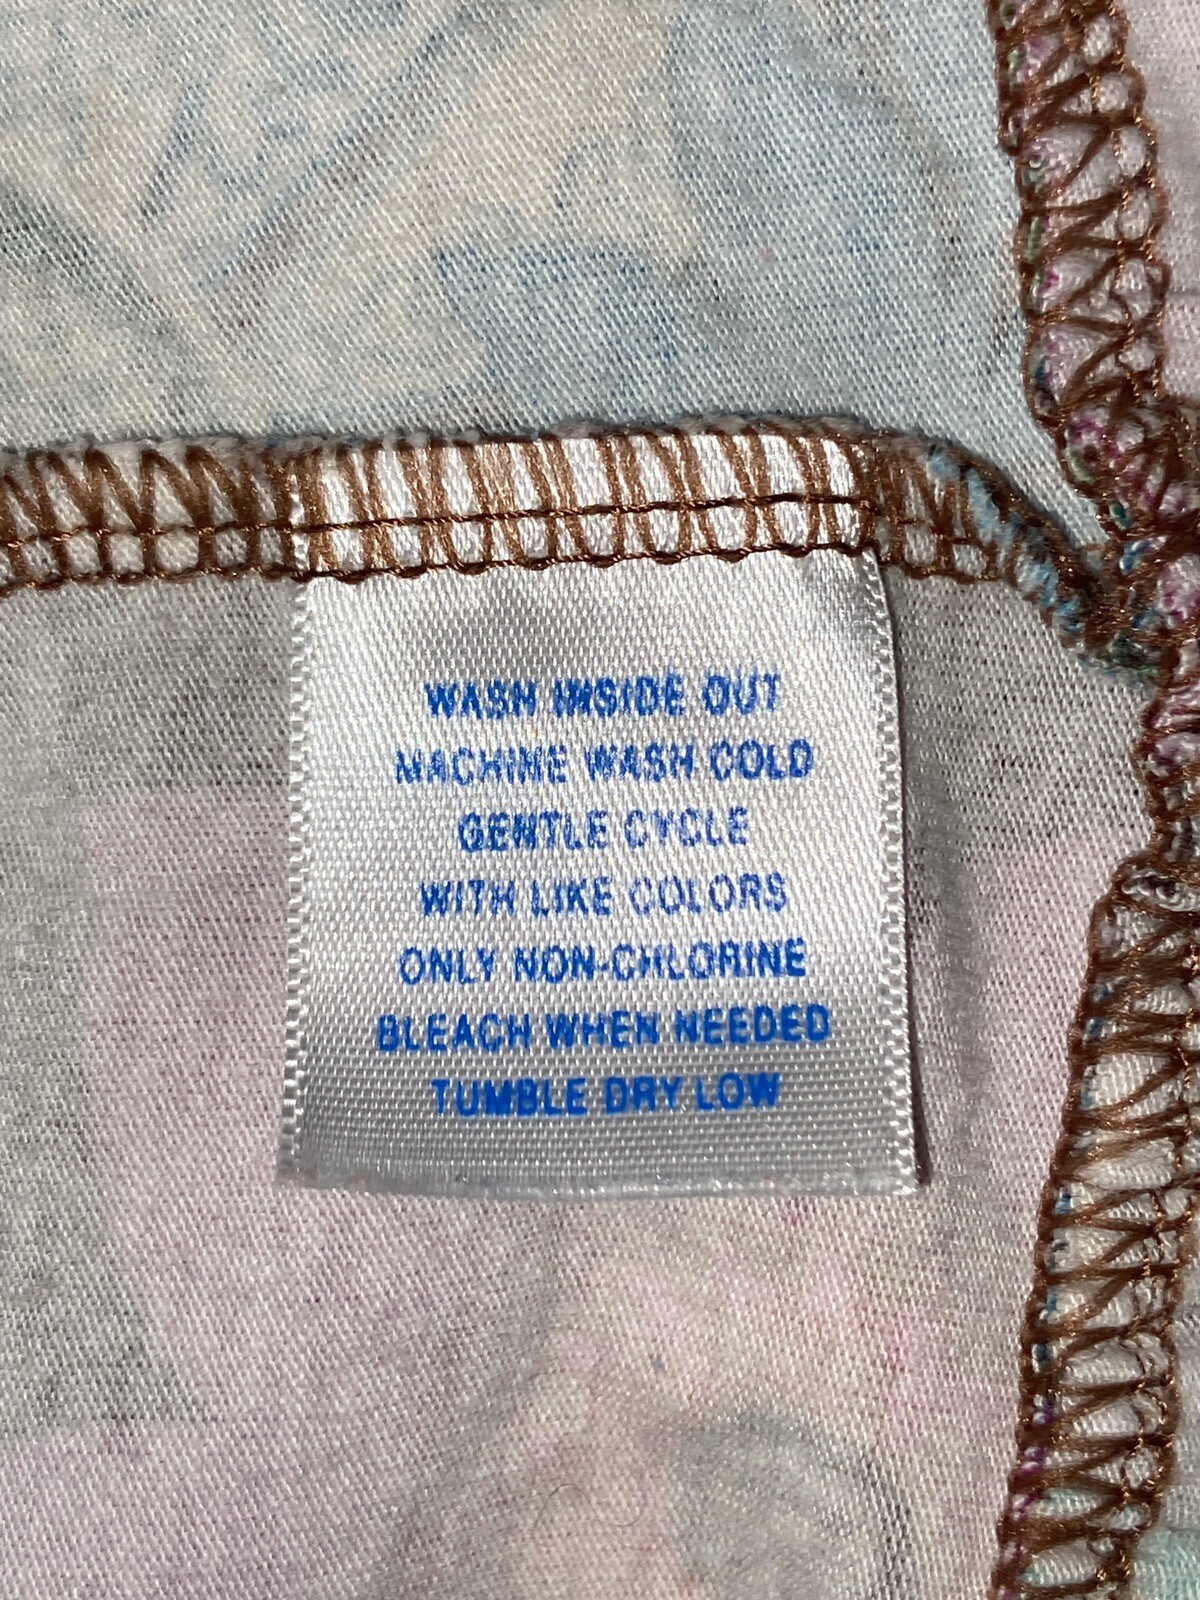 WASH INSIDE OUT
MACHINE WASH COLD
GENTLE CYCLE
WITH LIKE COLORS
ONLY NON-CHLORINE
BLEACH WHEN NEEDED
TUMBLE DRY LOW